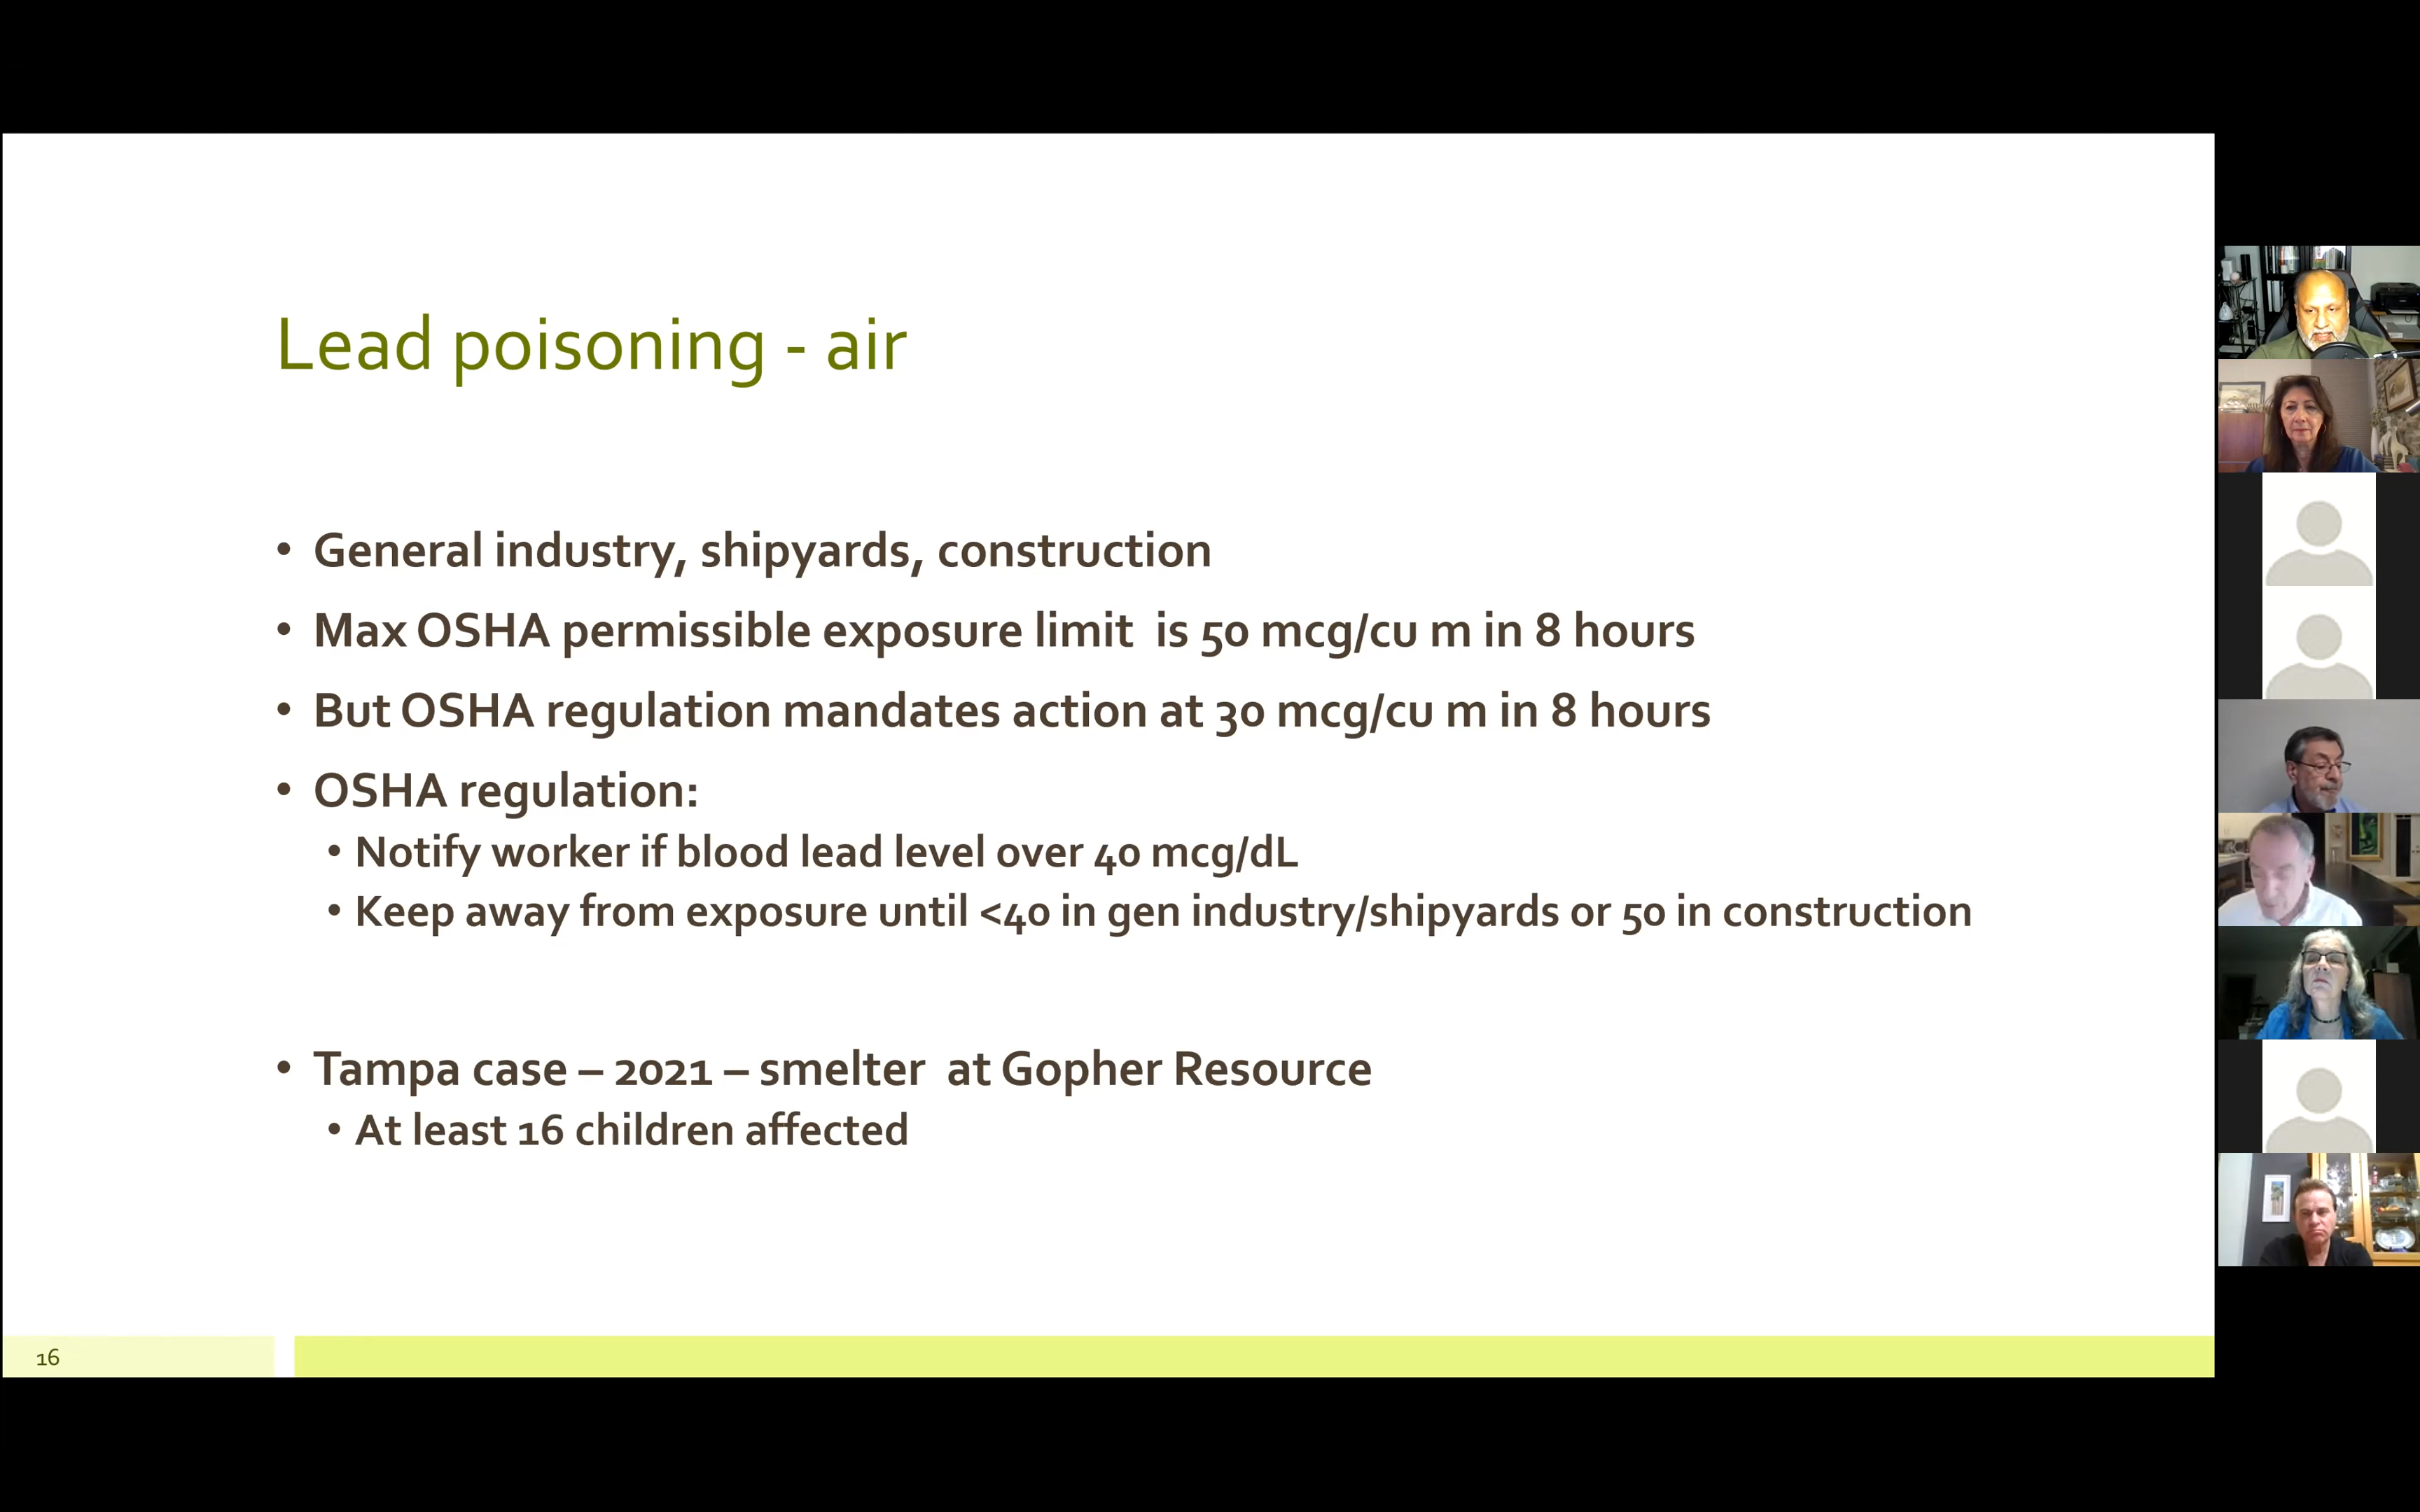 Lead poisoning - air
• General industry, shipyards, construction
• Max OSHA permissible exposure limit  is 50 mcg/cu m in 8 hours
• But OSHA regulation mandates action at 30 mcg/cu m in 8 hours
• OSHA regulation:
• Notify worker if blood lead level over 40 mcg/dL
• Keep away from exposure until <40 in gen industry/shipyards or 50 in construction
• Tampa case – 2021 – smelter  at Gopher Resource
• At least 16 children affected
16